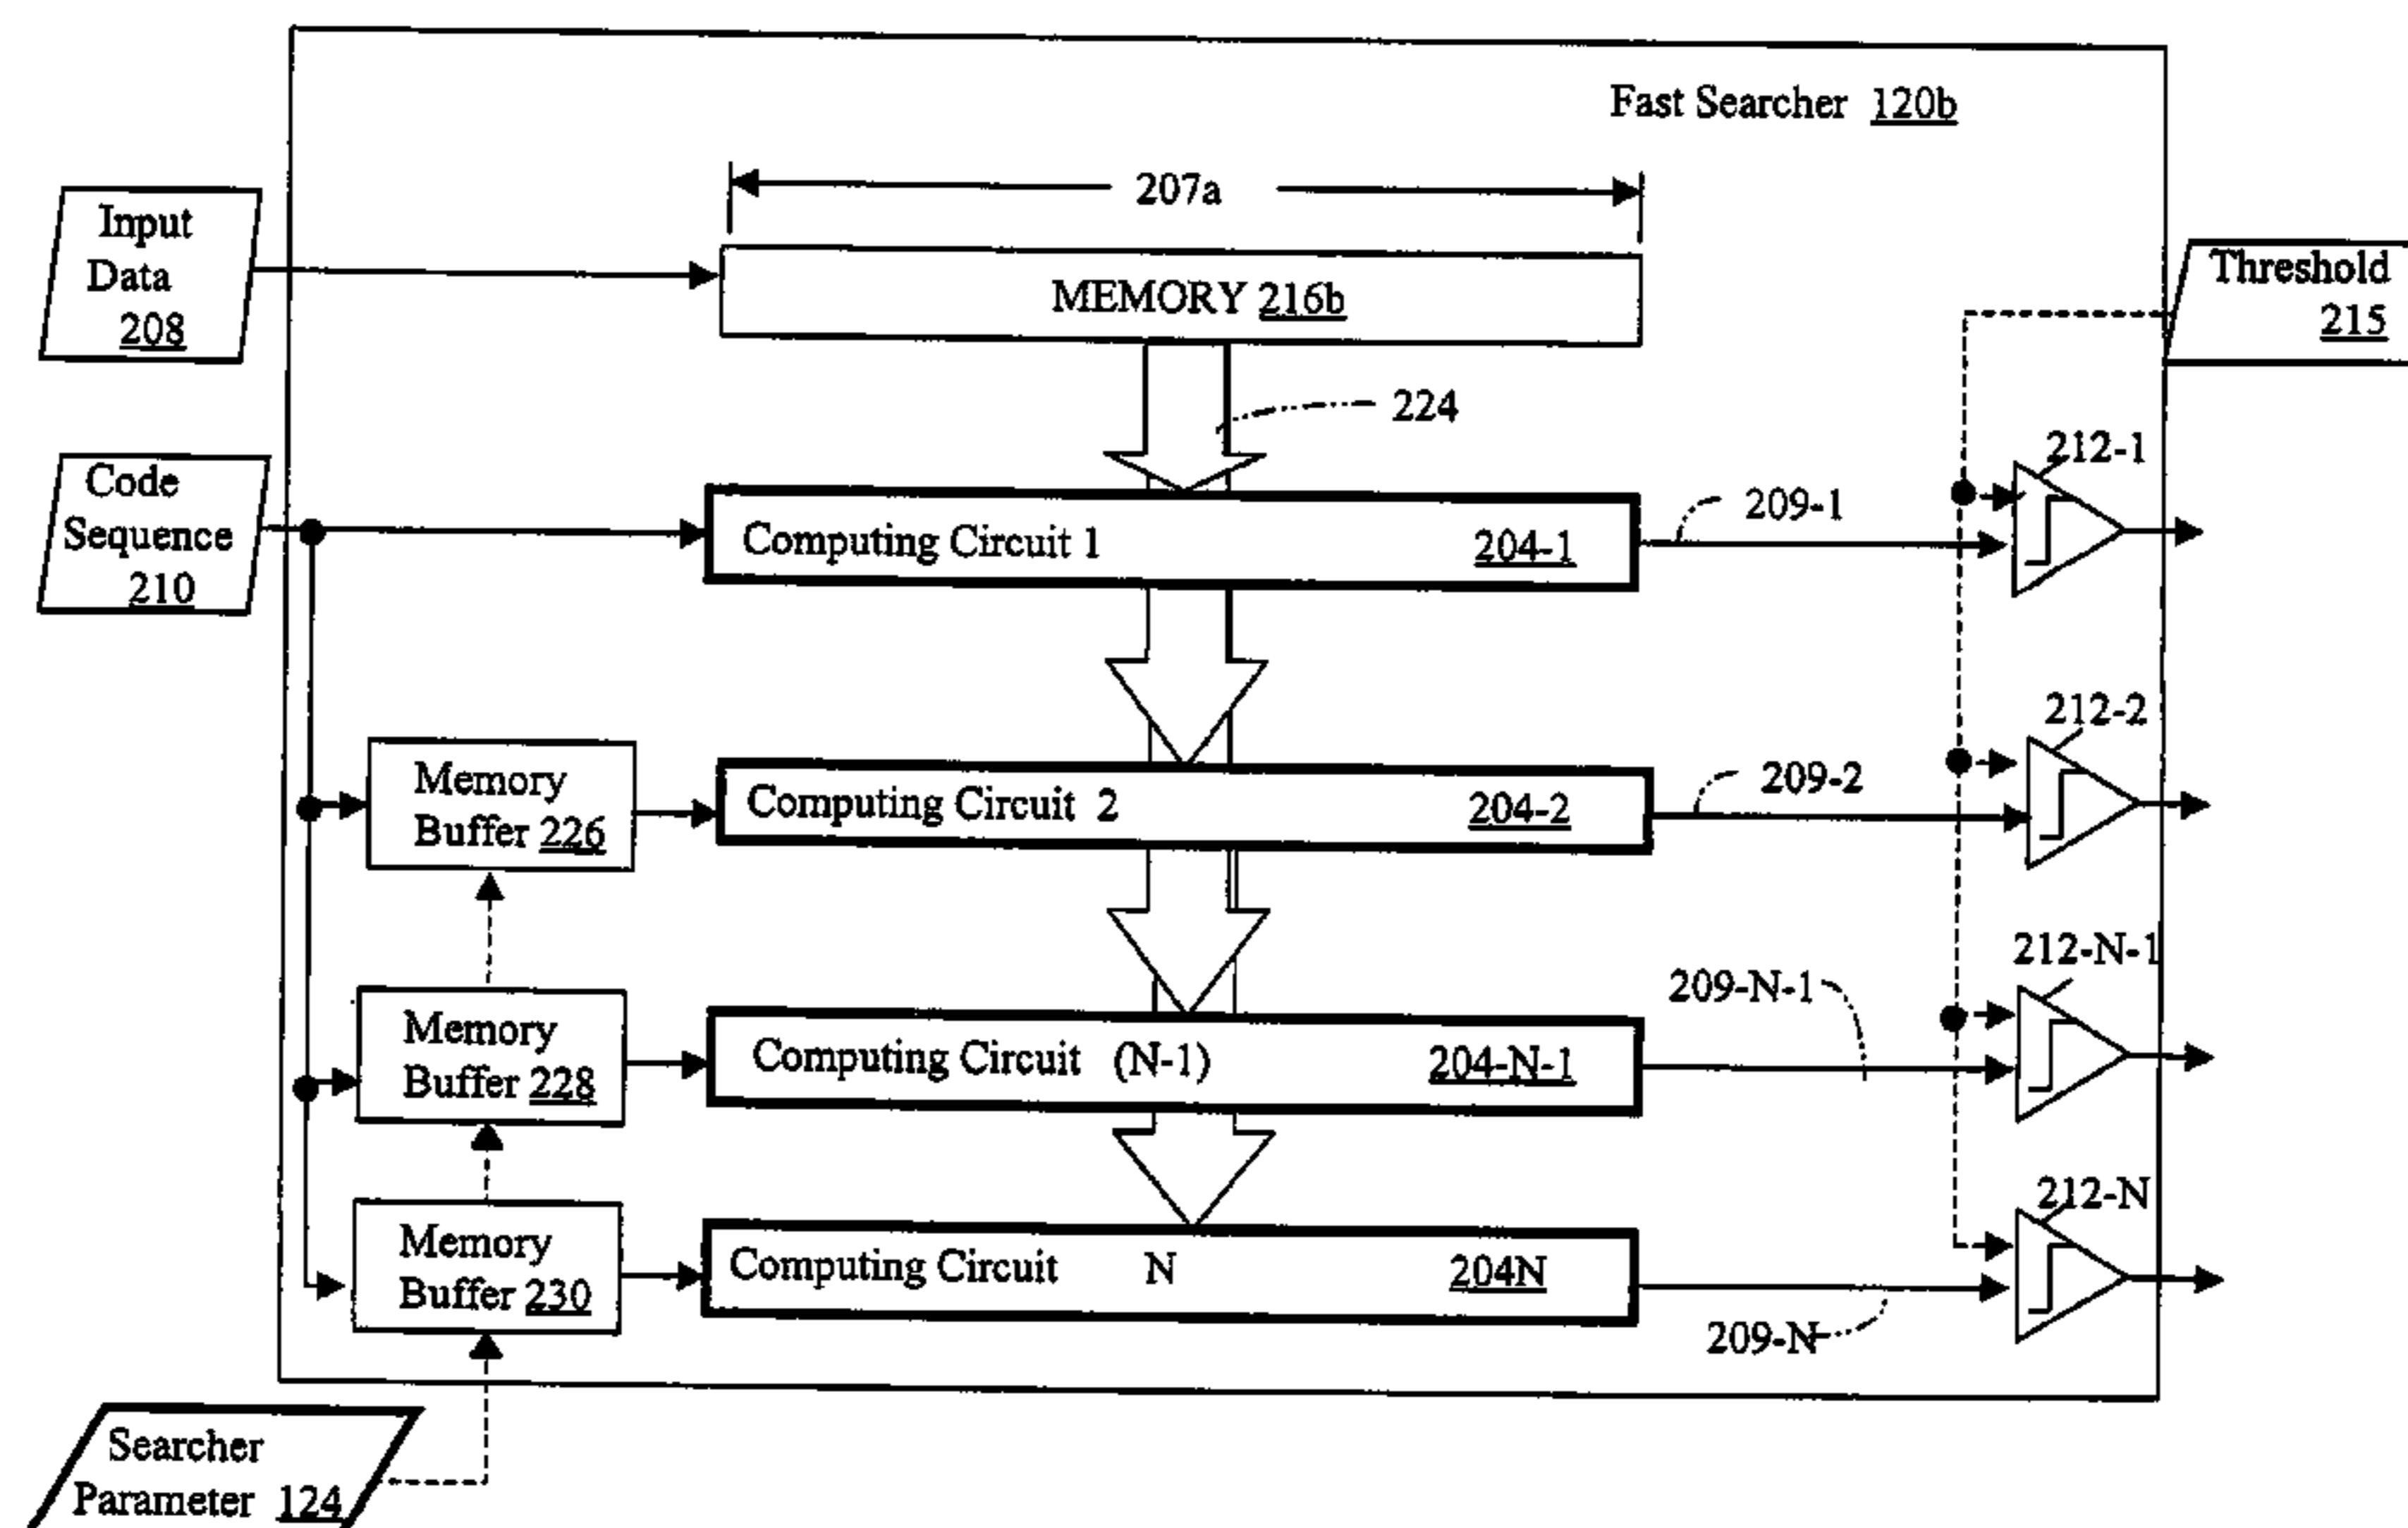 Fast Searcher 120b
207a
Input
Data
208
MEMORY 216b
Threshold
215
224
Code
Sequence
210
212-1
209-1
Computing Circuit 1 204-1
212-2
Memory
Buffer 226
Computing Circuit 2 204-2
209-2
212-N-1
209-N-1
Memory
Buffer 228
Computing Circuit (N-1) 204-N-1
212-N
Memory
Buffer 230
Computing Circuit N 204N
209-N
Searcher
Parameter 124